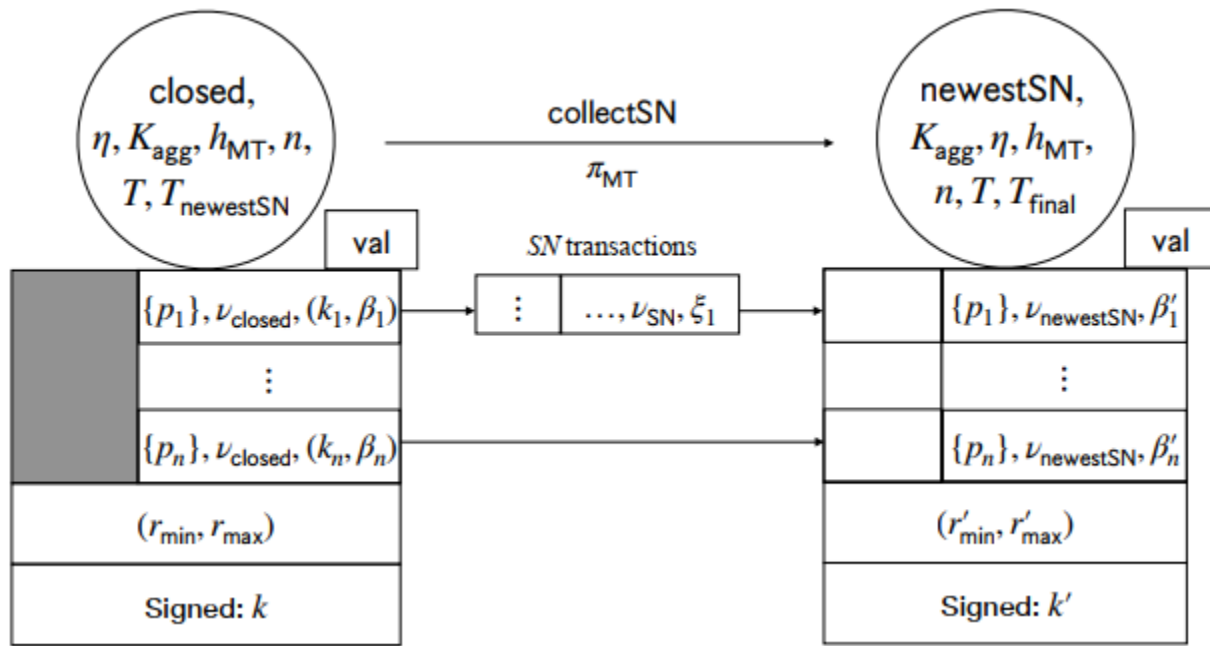 closed,
η, K_agg, h_MT, n,
T, T_newestSN
val
collectSN
π_MT
newestSN,
K_agg, η, h_MT,
n, T, T_final
val
SN transactions
{p_1}, ν_closed, (k_1, β_1)
⋮
{p_n}, ν_closed, (k_n, β_n)
(r_min, r_max)
Signed: k
⋮ …, ν_SN, ξ_1
{p_1}, ν_newestSN, β′_1
⋮
{p_n}, ν_newestSN, β′_n
(r′_min, r′_max)
Signed: k′